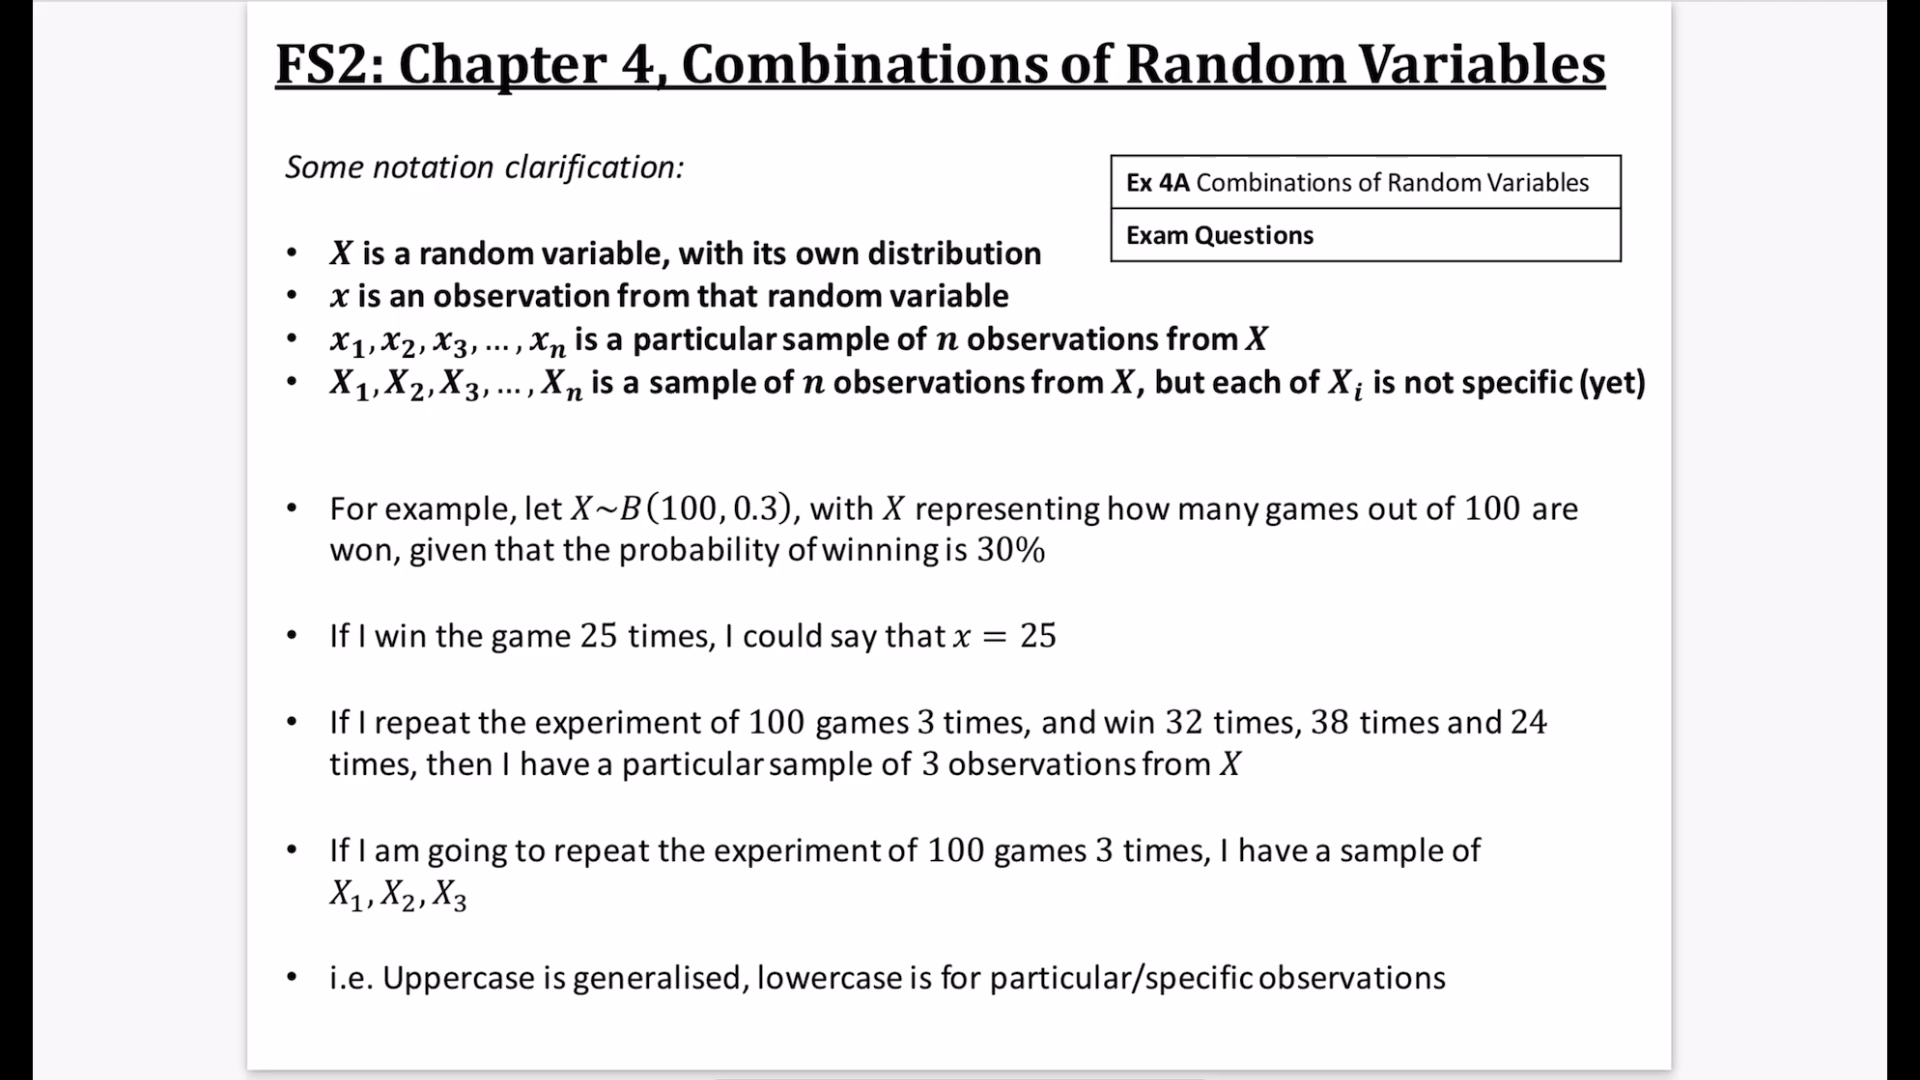 FS2: Chapter 4, Combinations of Random Variables
Some notation clarification:
Ex 4A Combinations of Random Variables
Exam Questions
• X is a random variable, with its own distribution
• x is an observation from that random variable
• x₁, x₂, x₃, … , xₙ is a particular sample of n observations from X
• X₁, X₂, X₃, … , Xₙ is a sample of n observations from X, but each of Xᵢ is not specific (yet)
• For example, let X~B(100, 0.3), with X representing how many games out of 100 are
won, given that the probability of winning is 30%
• If I win the game 25 times, I could say that x = 25
• If I repeat the experiment of 100 games 3 times, and win 32 times, 38 times and 24
times, then I have a particular sample of 3 observations from X
• If I am going to repeat the experiment of 100 games 3 times, I have a sample of
X₁, X₂, X₃
• i.e. Uppercase is generalised, lowercase is for particular/specific observations